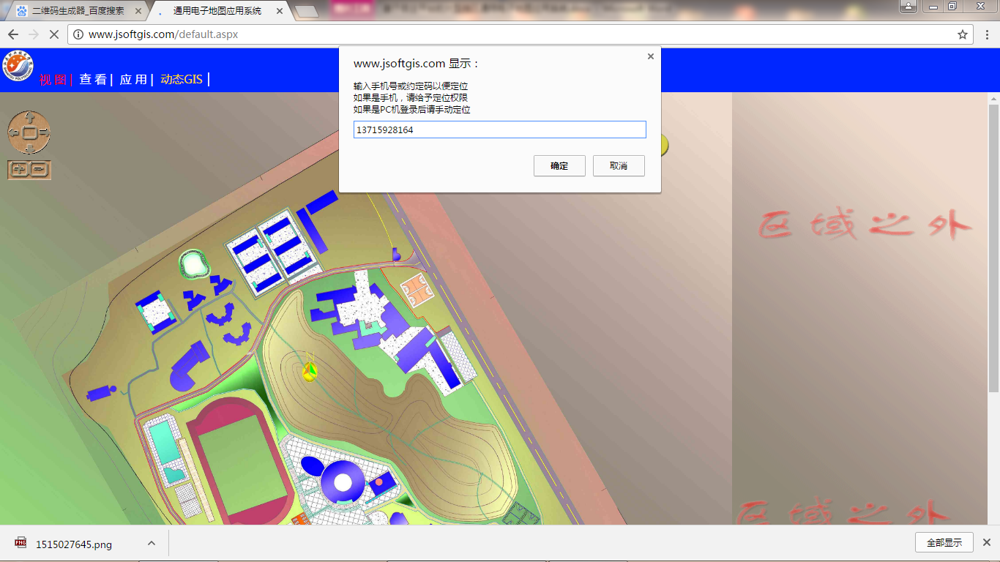 二维码生成器_百度搜索
通用电子地图应用系统
www.jsoftgis.com/default.aspx
视 图 | 查 看 | 应 用 | 动态GIS |
www.jsoftgis.com 显示：
输入手机号或约定码以便定位
如果是手机，请给予定位权限
如果是PC机登录后请手动定位
13715928164
确定
取消
区域之外
N
区域之外
PNG
1515027645.png
全部显示